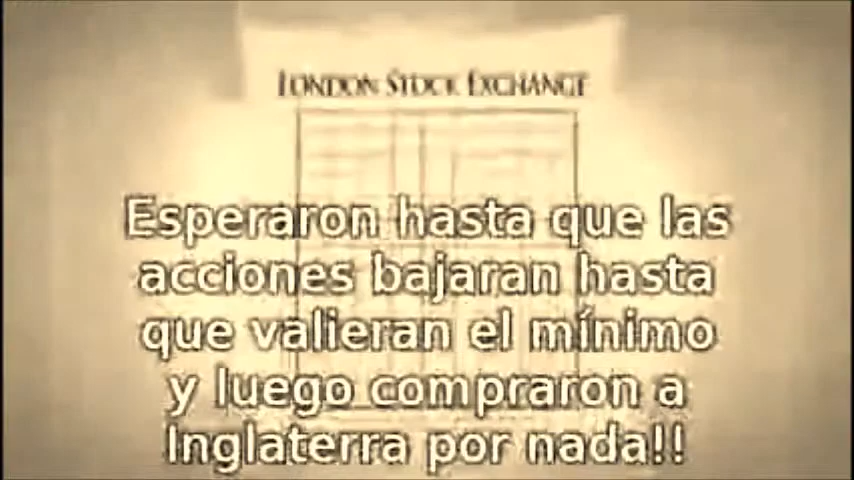 LONDON STOCK EXCHANGE
Esperaron hasta que las
acciones bajaran hasta
que valieran el mínimo
y luego compraron a
Inglaterra por nada!!